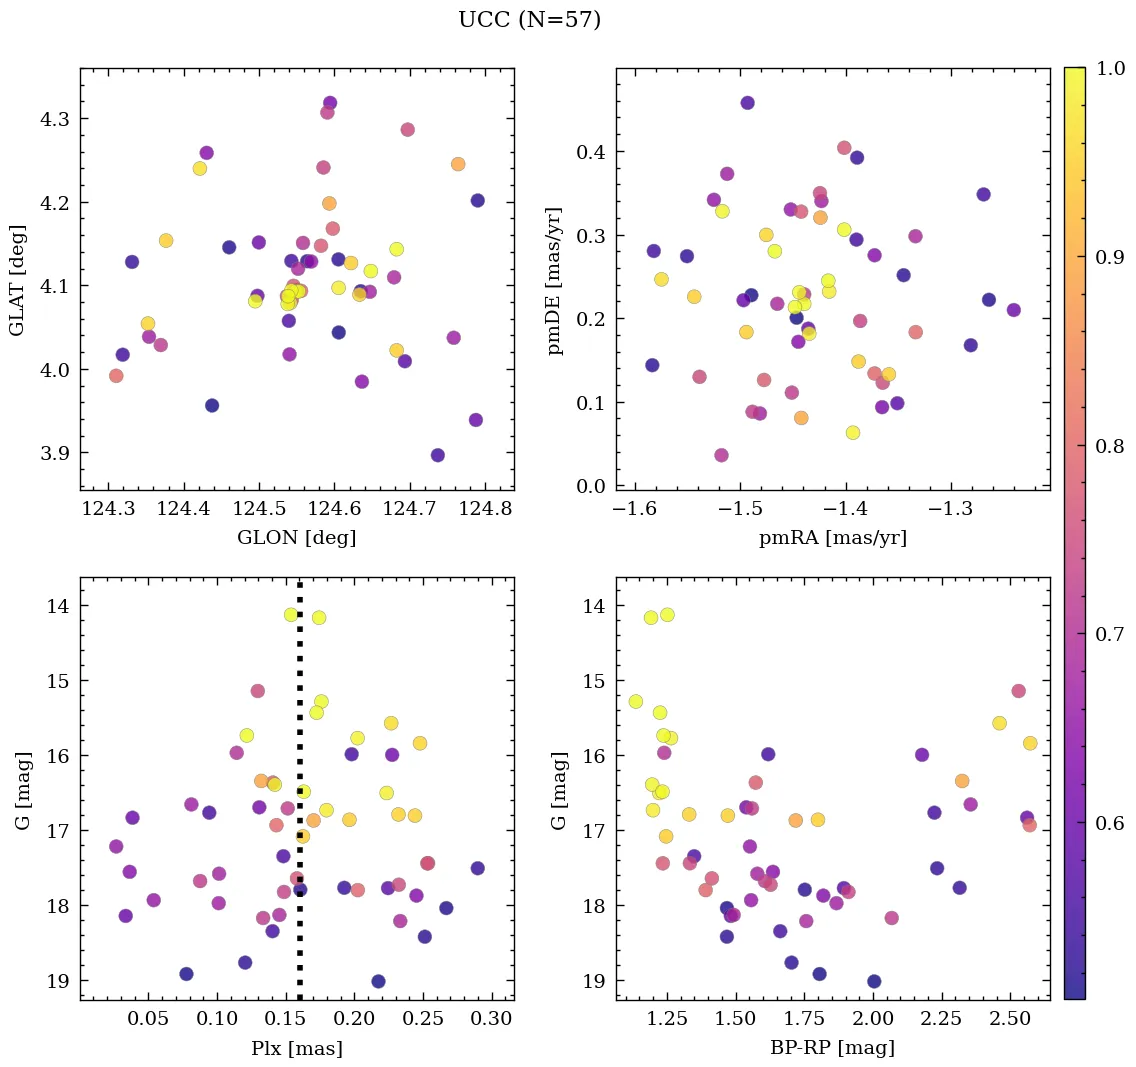 UCC (N=57)
4.3
4.2
4.1
4.0
3.9
GLAT [deg]
124.3 124.4 124.5 124.6 124.7 124.8
GLON [deg]
0.4
0.3
0.2
0.1
0.0
pmDE [mas/yr]
−1.6 −1.5 −1.4 −1.3
pmRA [mas/yr]
1.0
0.9
0.8
0.7
0.6
14
15
16
17
18
19
G [mag]
0.05 0.10 0.15 0.20 0.25 0.30
Plx [mas]
14
15
16
17
18
19
G [mag]
1.25 1.50 1.75 2.00 2.25 2.50
BP-RP [mag]